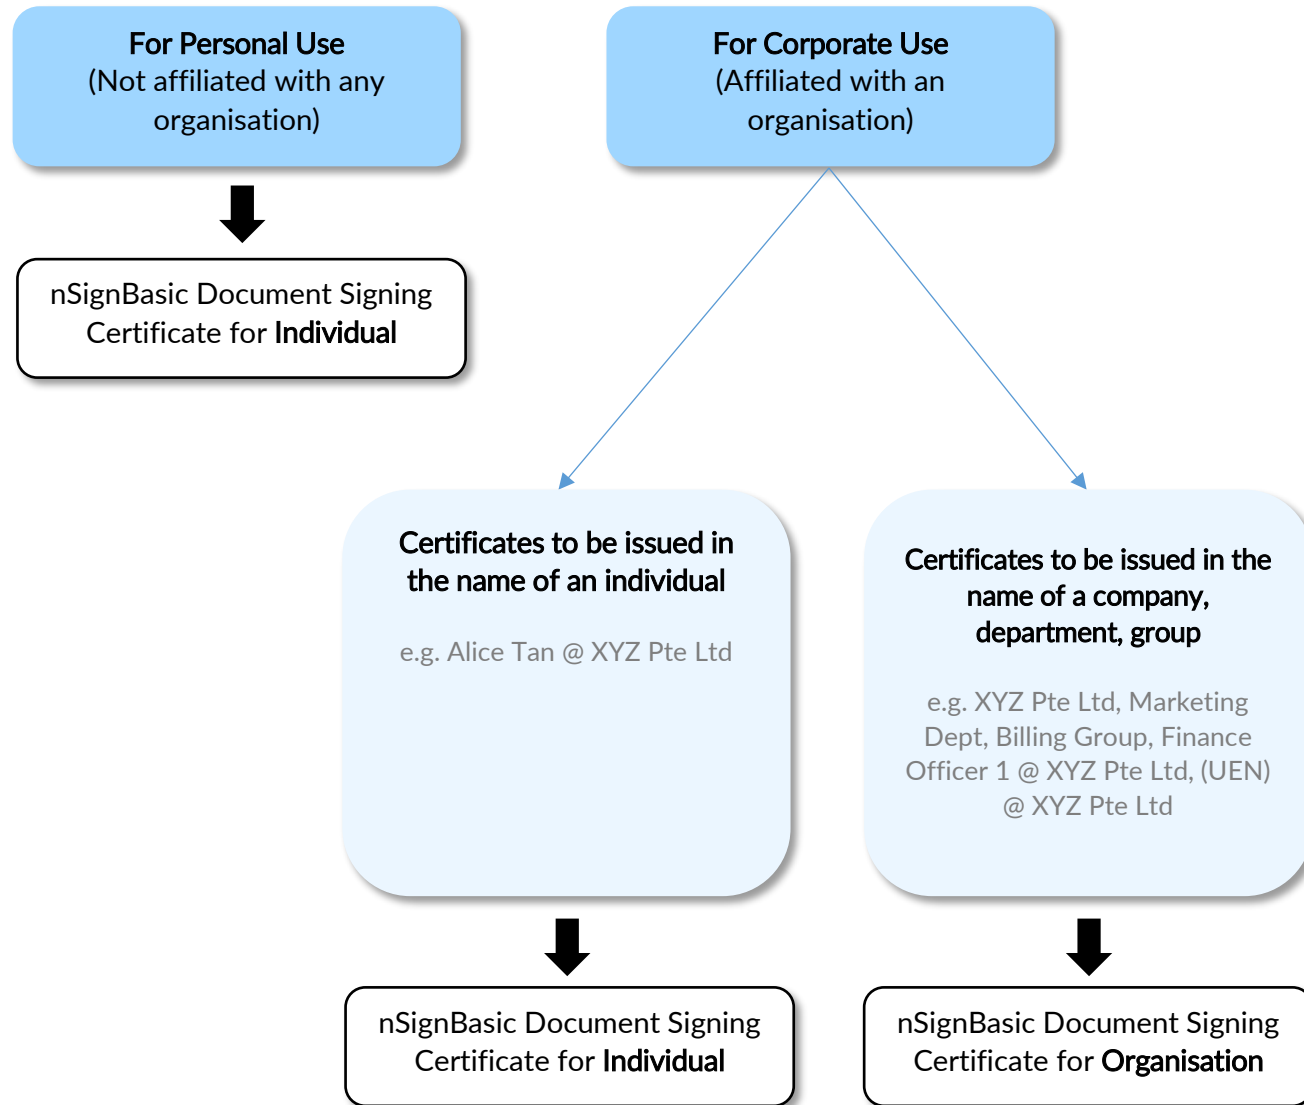 For Personal Use
(Not affiliated with any
organisation)
For Corporate Use
(Affiliated with an
organisation)
nSignBasic Document Signing
Certificate for Individual
Certificates to be issued in
the name of an individual
e.g. Alice Tan @ XYZ Pte Ltd
Certificates to be issued in the
name of a company,
department, group
e.g. XYZ Pte Ltd, Marketing
Dept, Billing Group, Finance
Officer 1 @ XYZ Pte Ltd, (UEN)
@ XYZ Pte Ltd
nSignBasic Document Signing
Certificate for Individual
nSignBasic Document Signing
Certificate for Organisation